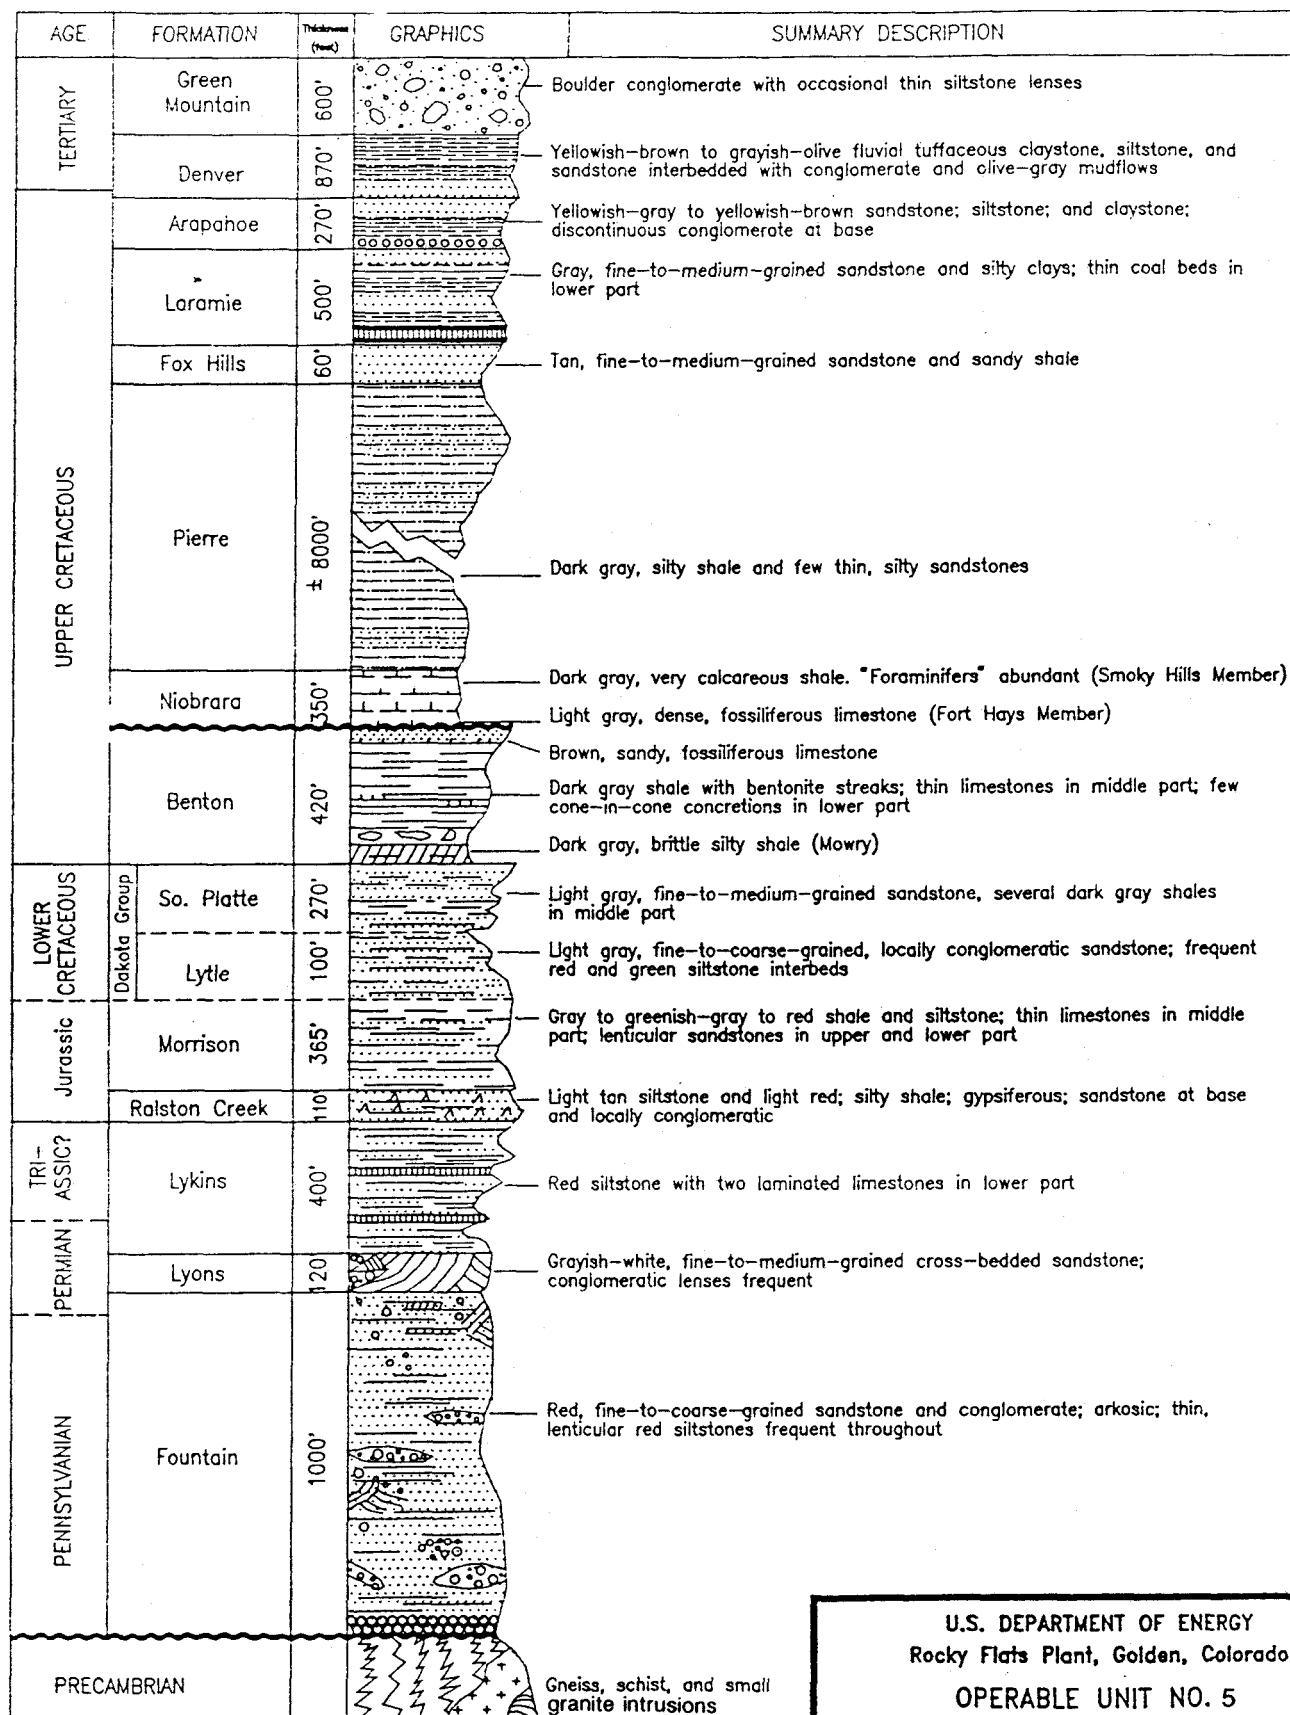 AGE FORMATION Thickness (feet) GRAPHICS SUMMARY DESCRIPTION
TERTIARY
Green
Mountain
600'
Boulder conglomerate with occasional thin siltstone lenses
Denver
870'
Yellowish-brown to grayish-olive fluvial tuffaceous claystone, siltstone, and
sandstone interbedded with conglomerate and olive-gray mudflows
UPPER CRETACEOUS
Arapahoe
270'
Yellowish-gray to yellowish-brown sandstone; siltstone; and claystone;
discontinuous conglomerate at base
Laramie
500'
Gray, fine-to-medium-grained sandstone and silty clays; thin coal beds in
lower part
Fox Hills
60'
Tan, fine-to-medium-grained sandstone and sandy shale
Pierre
± 8000'
Dark gray, silty shale and few thin, silty sandstones
Niobrara
350'
Dark gray, very calcareous shale. "Foraminifers" abundant (Smoky Hills Member)
Light gray, dense, fossiliferous limestone (Fort Hays Member)
Benton
420'
Brown, sandy, fossiliferous limestone
Dark gray shale with bentonite streaks; thin limestones in middle part; few
cone-in-cone concretions in lower part
Dark gray, brittle silty shale (Mowry)
LOWER
CRETACEOUS
Dakota Group
So. Platte
270'
Light gray, fine-to-medium-grained sandstone, several dark gray shales
in middle part
Lytle
100'
Light gray, fine-to-coarse-grained, locally conglomeratic sandstone; frequent
red and green siltstone interbeds
Jurassic
Morrison
365'
Gray to greenish-gray to red shale and siltstone; thin limestones in middle
part; lenticular sandstones in upper and lower part
Ralston Creek
110'
Light tan siltstone and light red; silty shale; gypsiferous; sandstone at base
and locally conglomeratic
TRI-
ASSIC?
Lykins
400'
Red siltstone with two laminated limestones in lower part
PERMIAN
Lyons
120'
Grayish-white, fine-to-medium-grained cross-bedded sandstone;
conglomeratic lenses frequent
PENNSYLVANIAN
Fountain
1000'
Red, fine-to-coarse-grained sandstone and conglomerate; arkosic; thin,
lenticular red siltstones frequent throughout
PRECAMBRIAN
Gneiss, schist, and small
granite intrusions
U.S. DEPARTMENT OF ENERGY
Rocky Flats Plant, Golden, Colorado
OPERABLE UNIT NO. 5